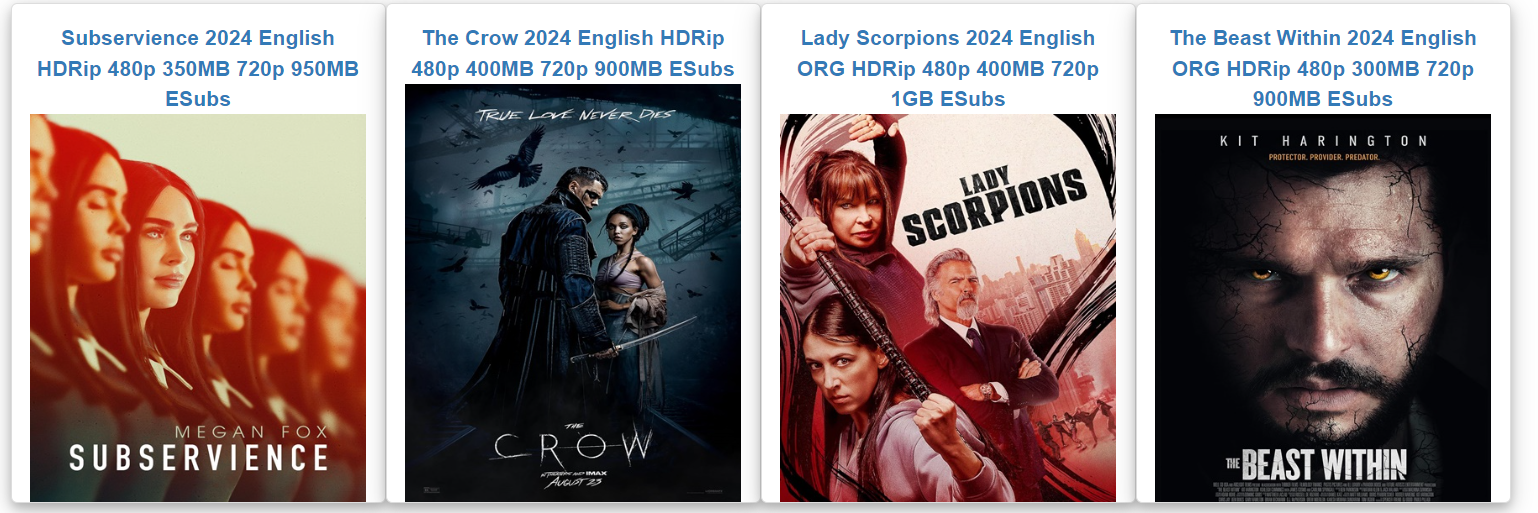 Subservience 2024 English
HDRip 480p 350MB 720p 950MB
ESubs
MEGAN FOX
SUBSERVIENCE
The Crow 2024 English HDRip
480p 400MB 720p 900MB ESubs
TRUE LOVE NEVER DIES
THE
CROW
IN THEATERS AND IMAX
AUGUST 23
Lady Scorpions 2024 English
ORG HDRip 480p 400MB 720p
1GB ESubs
LADY
SCORPIONS
The Beast Within 2024 English
ORG HDRip 480p 300MB 720p
900MB ESubs
KIT HARINGTON
PROTECTOR. PROVIDER. PREDATOR.
THE BEAST WITHIN